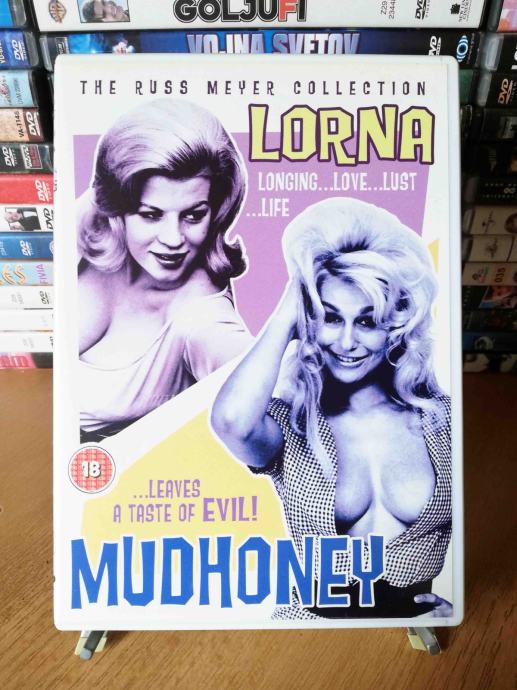 GOLJUFI
VOJNA SVETOV
THE RUSS MEYER COLLECTION
LORNA
LONGING...LOVE...LUST
...LIFE
18
...LEAVES
A TASTE OF EVIL!
MUDHONEY